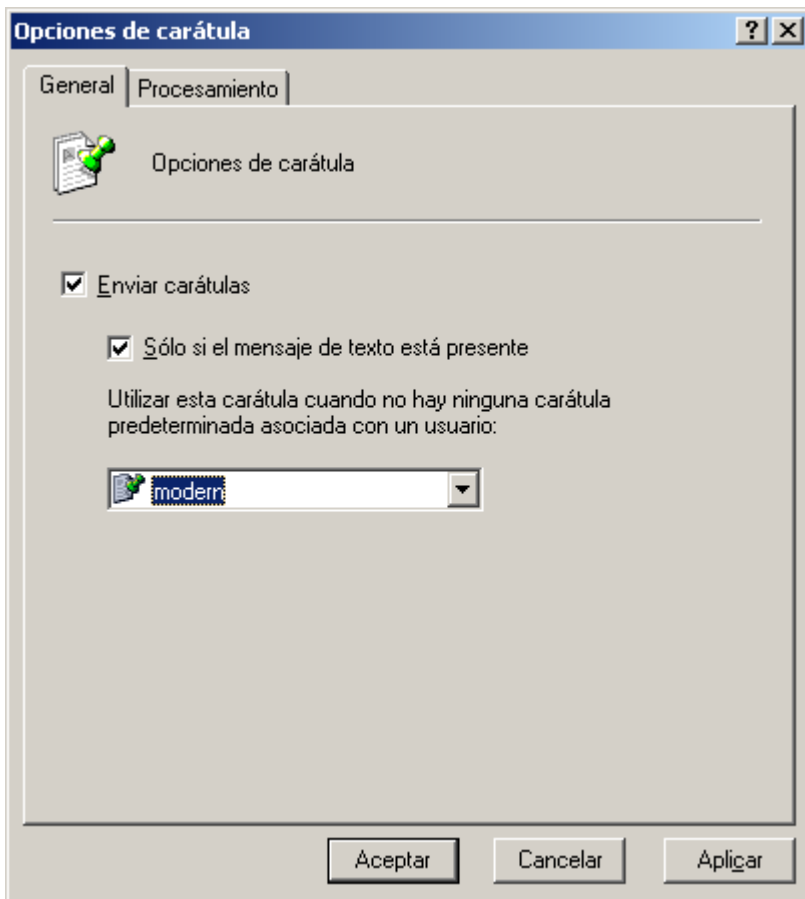 Opciones de carátula
General
Procesamiento
Opciones de carátula
Enviar carátulas
Sólo si el mensaje de texto está presente
Utilizar esta carátula cuando no hay ninguna carátula
predeterminada asociada con un usuario:
modern
Aceptar
Cancelar
Aplicar